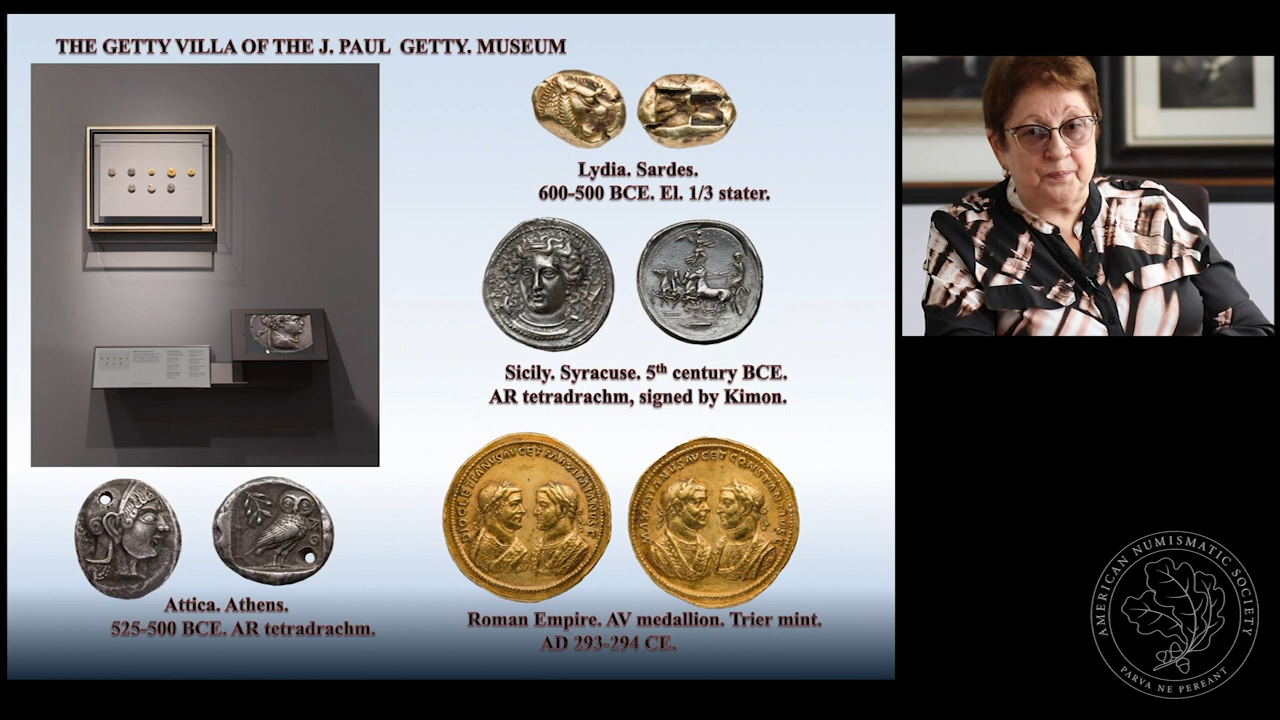 THE GETTY VILLA OF THE J. PAUL GETTY. MUSEUM
Lydia. Sardes.
600-500 BCE. El. 1/3 stater.
Sicily. Syracuse. 5th century BCE.
AR tetradrachm, signed by Kimon.
Attica. Athens.
525-500 BCE. AR tetradrachm.
DIOCLETIANVSAVCETMAXIMIANVSC
MAXIMIANVSAVCETCONSTANTIVS
Roman Empire. AV medallion. Trier mint.
AD 293-294 CE.
AMERICAN NUMISMATIC SOCIETY
PARVA NE PEREANT